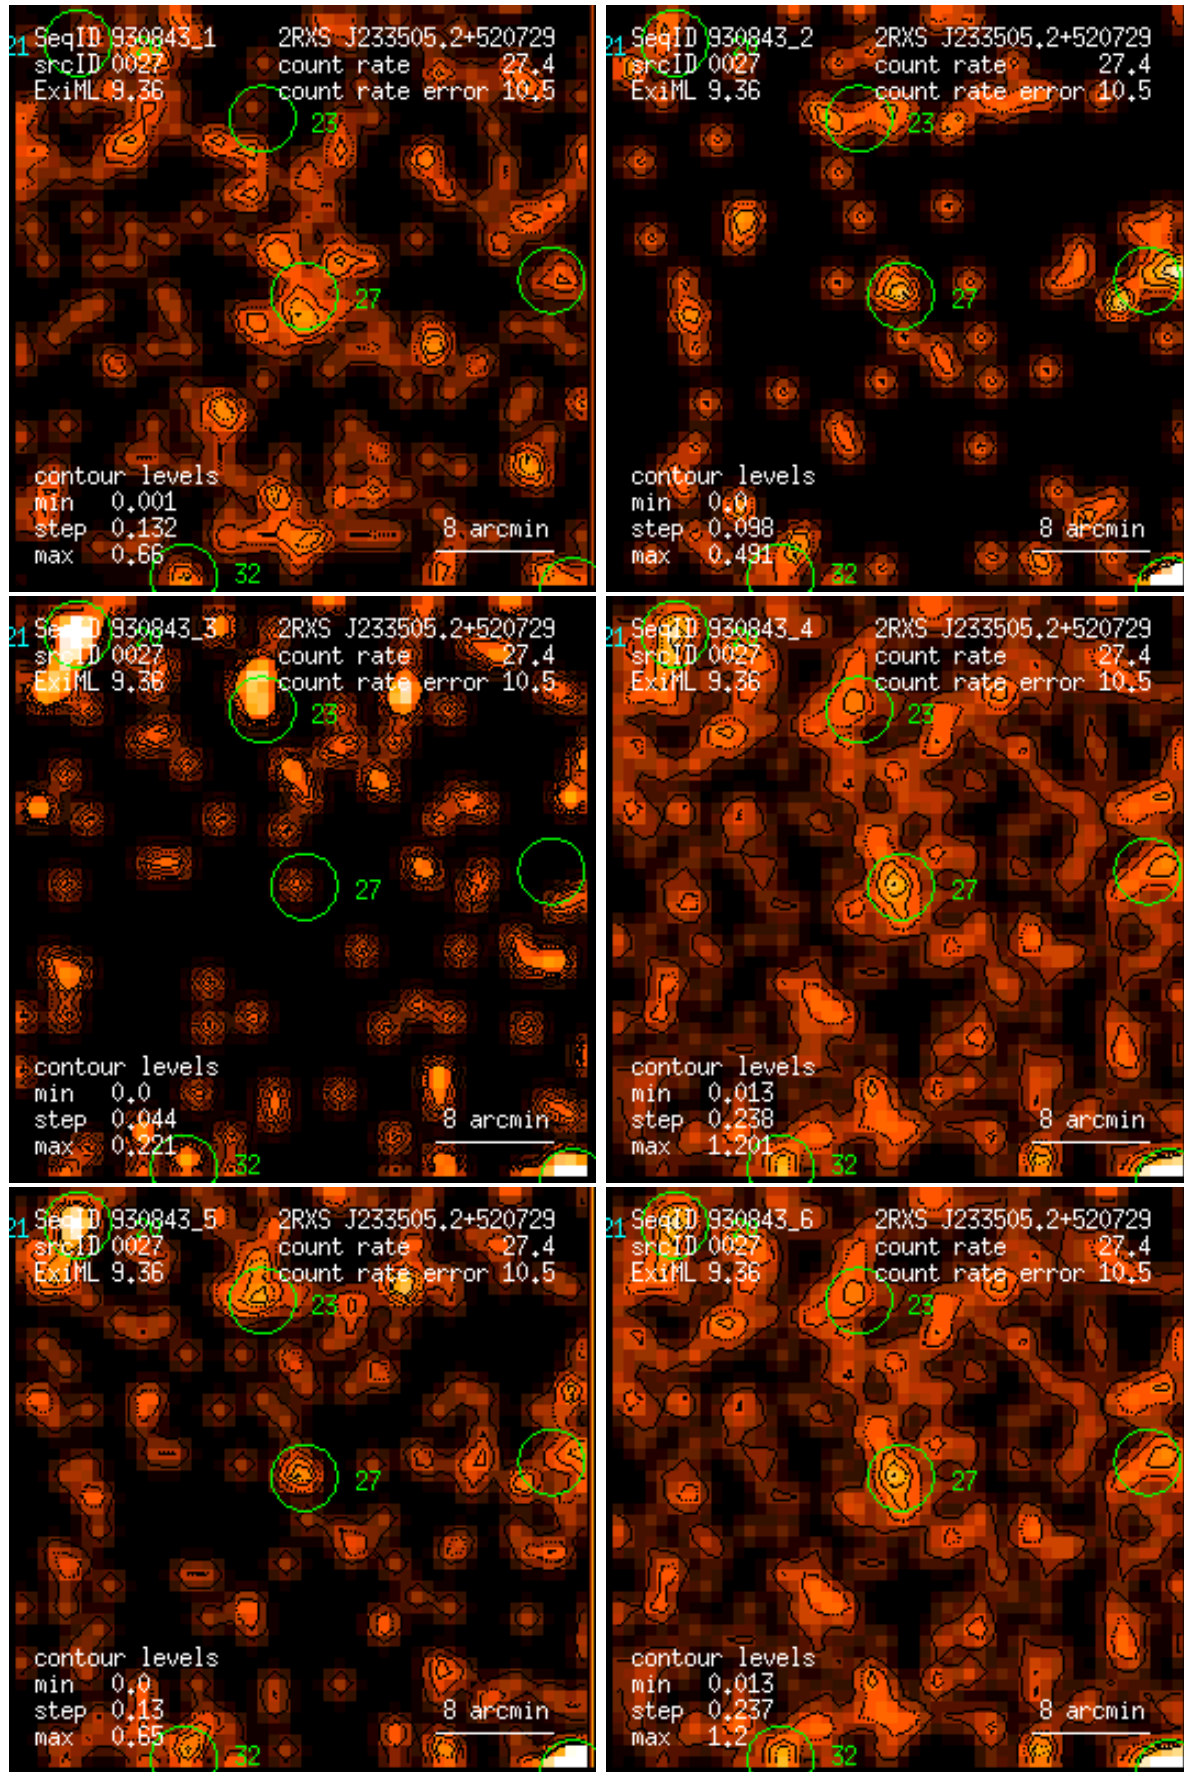 SeqID 930843_1 2RXS J233505.2+520729
21
srcID 0027 count rate 27.4
ExiML 9.36 count rate error 10.5
23
27
contour levels
min 0.001
step 0.132 8 arcmin
max 0.66
32
SeqID 930843_2 2RXS J233505.2+520729
srcID 0027 count rate 27.4
ExiML 9.36 count rate error 10.5
23
27
contour levels
min 0.0
step 0.098 8 arcmin
max 0.491
32
SeqID 930843_3 2RXS J233505.2+520729
21
srcID 0027 count rate 27.4
ExiML 9.36 count rate error 10.5
23
27
contour levels
min 0.0
step 0.044 8 arcmin
max 0.221
32
SeqID 930843_4 2RXS J233505.2+520729
srcID 0027 count rate 27.4
ExiML 9.36 count rate error 10.5
23
27
contour levels
min 0.013
step 0.238 8 arcmin
max 1.201
32
SeqID 930843_5 2RXS J233505.2+520729
21
srcID 0027 count rate 27.4
ExiML 9.36 count rate error 10.5
23
27
contour levels
min 0.0
step 0.13 8 arcmin
max 0.65
32
SeqID 930843_6 2RXS J233505.2+520729
srcID 0027 count rate 27.4
ExiML 9.36 count rate error 10.5
23
27
contour levels
min 0.013
step 0.237 8 arcmin
max 1.2
32